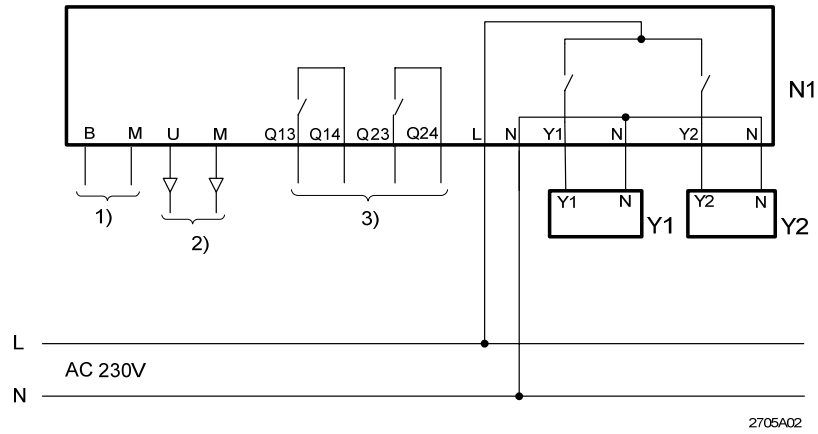 N1
B M U M Q13 Q14 Q23 Q24 L N Y1 N Y2 N
Y1 N Y1 Y2 N Y2
1) 2) 3)
L
AC 230V
N
2705A02